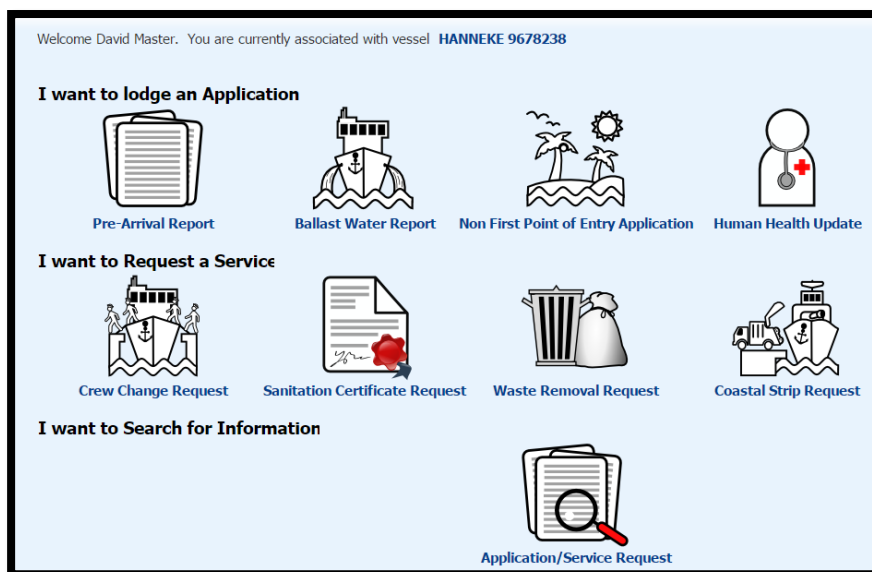 Welcome David Master. You are currently associated with vessel HANNEKE 9678238
I want to lodge an Application
Pre-Arrival Report
Ballast Water Report
Non First Point of Entry Application
Human Health Update
I want to Request a Service
Crew Change Request
Sanitation Certificate Request
Waste Removal Request
Coastal Strip Request
I want to Search for Information
Application/Service Request